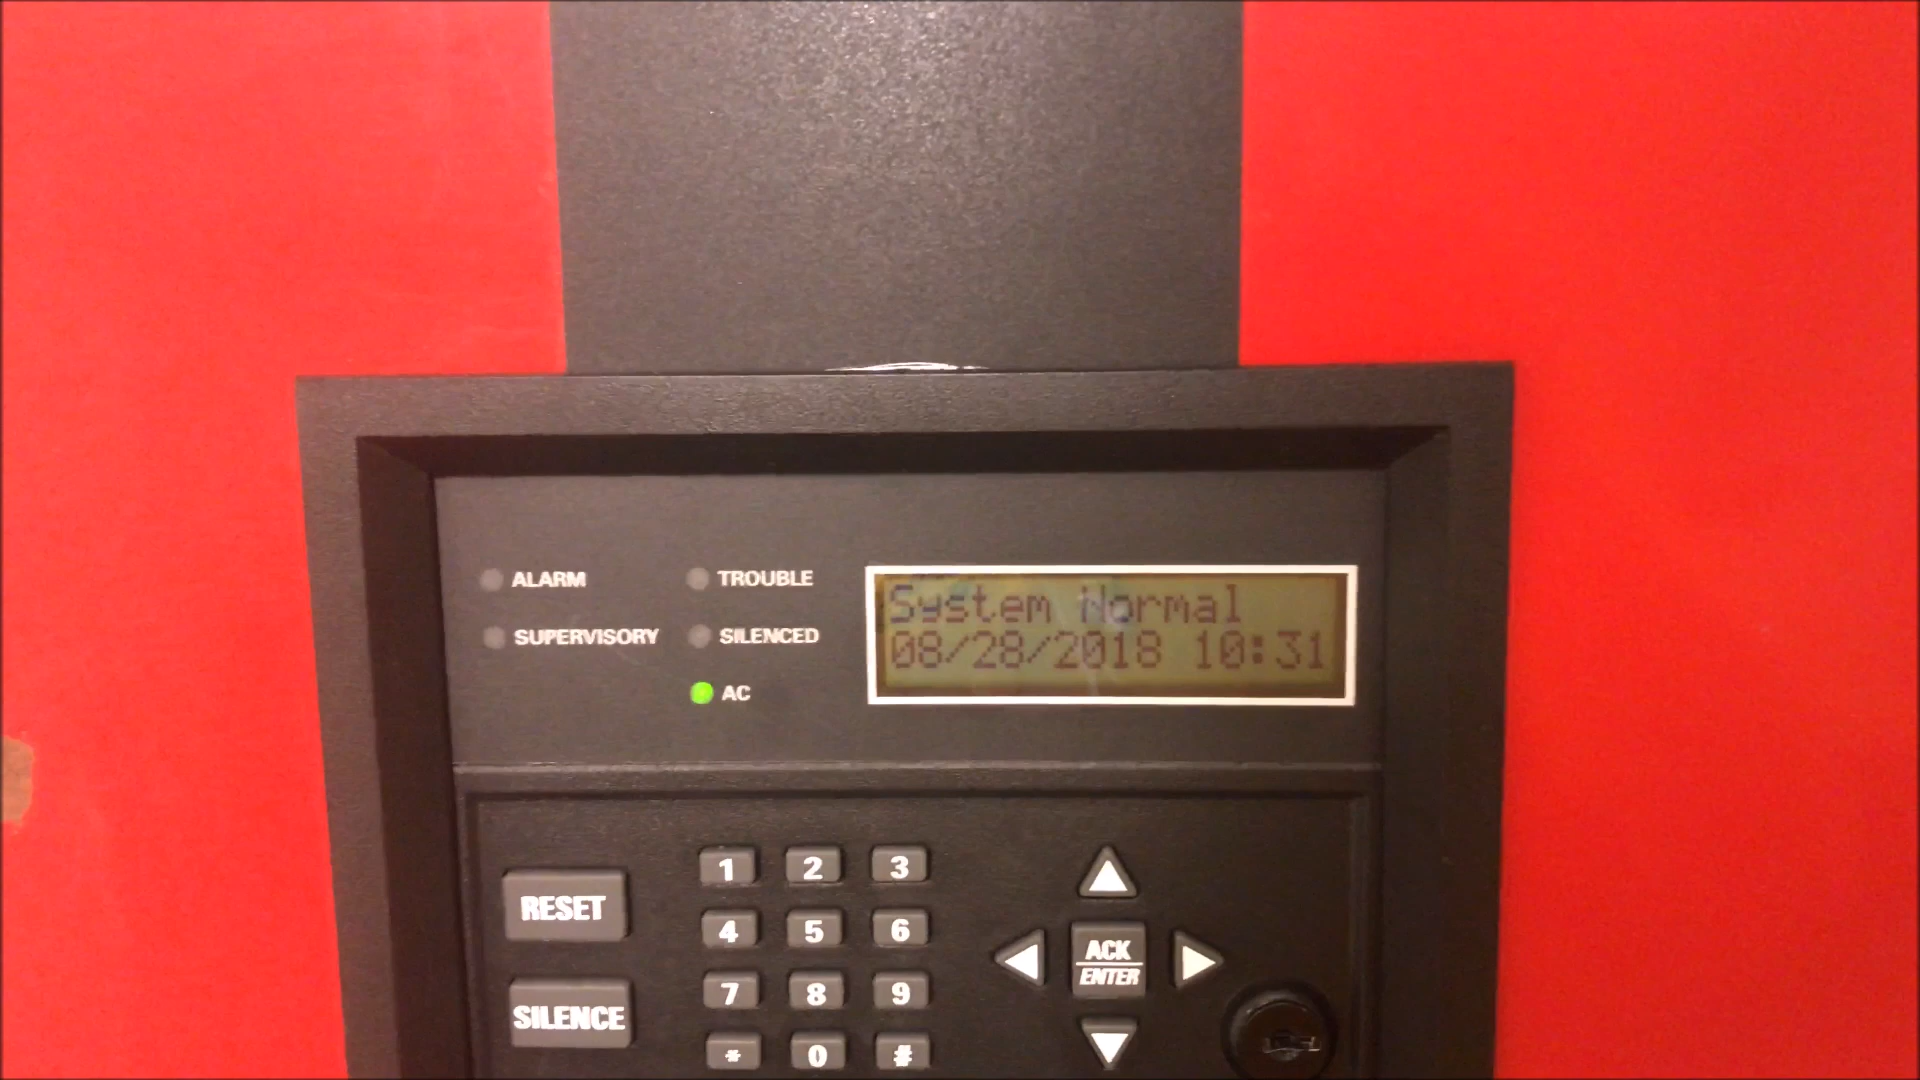 ALARM
TROUBLE
SUPERVISORY
SILENCED
AC
System Normal
08/28/2018 10:31
RESET
SILENCE
1 2 3
4 5 6
7 8 9
* 0 #
ACK
ENTER